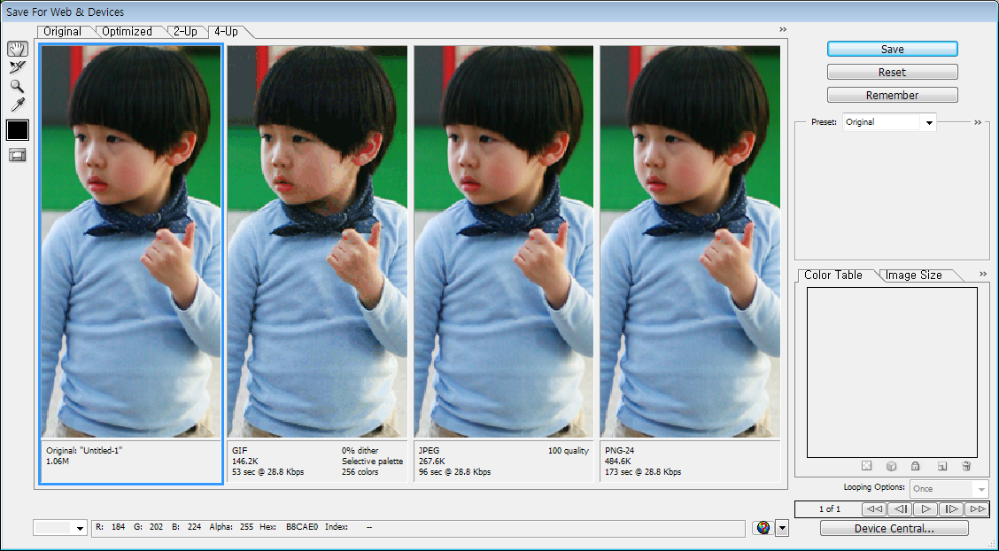 Save For Web & Devices
Original Optimized 2-Up 4-Up
Save
Reset
Remember
Preset: Original
Original: "Untitled-1"
1.06M
GIF 0% dither
146.2K Selective palette
53 sec @ 28.8 Kbps 256 colors
JPEG 100 quality
267.6K
96 sec @ 28.8 Kbps
PNG-24
484.6K
173 sec @ 28.8 Kbps
Color Table Image Size
Looping Options: Once
1 of 1
R: 184 G: 202 B: 224 Alpha: 255 Hex: B8CAE0 Index: --
Device Central...